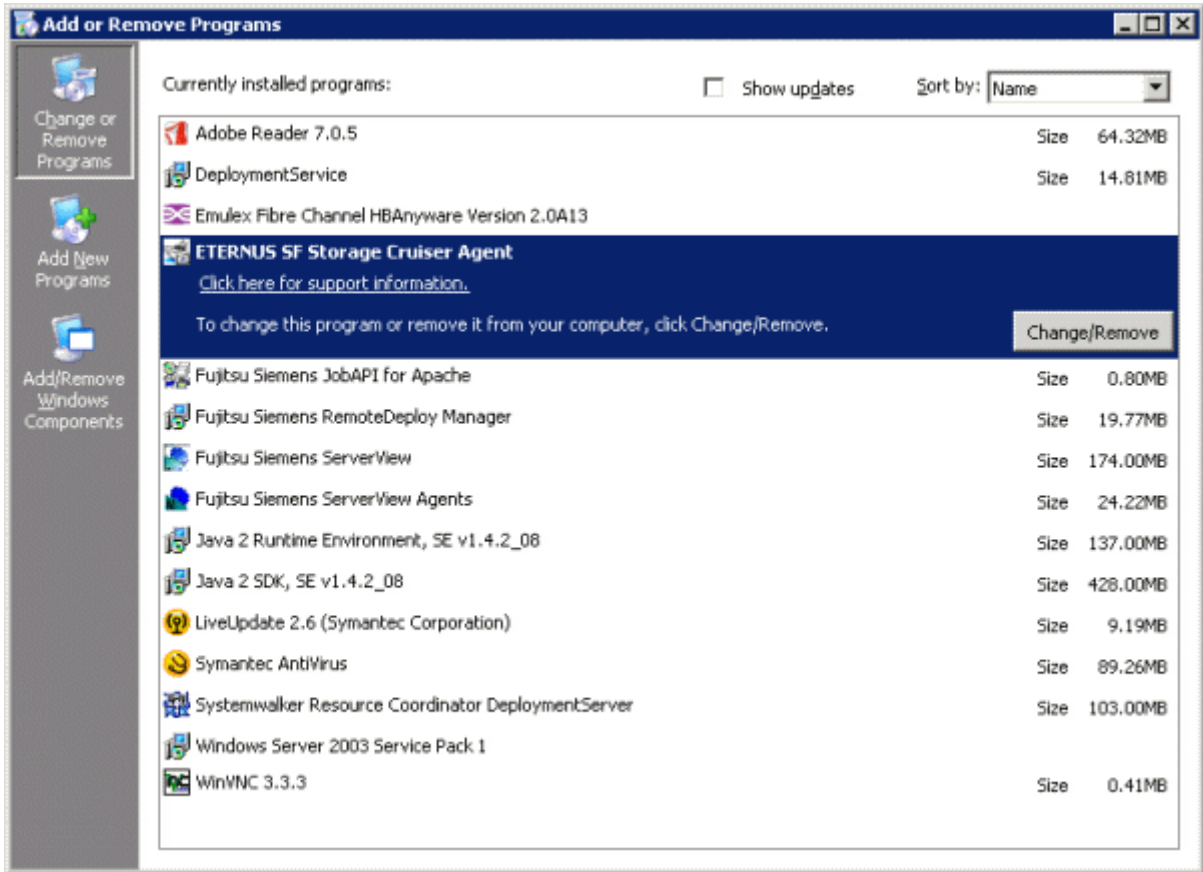 Add or Remove Programs
Change or
Remove
Programs
Add New
Programs
Add/Remove
Windows
Components
Currently installed programs:
Show updates
Sort by: Name
Adobe Reader 7.0.5 Size 64.32MB
DeploymentService Size 14.81MB
Emulex Fibre Channel HBAnyware Version 2.0A13
ETERNUS SF Storage Cruiser Agent
Click here for support information.
To change this program or remove it from your computer, click Change/Remove.
Change/Remove
Fujitsu Siemens JobAPI for Apache Size 0.80MB
Fujitsu Siemens RemoteDeploy Manager Size 19.77MB
Fujitsu Siemens ServerView Size 174.00MB
Fujitsu Siemens ServerView Agents Size 24.22MB
Java 2 Runtime Environment, SE v1.4.2_08 Size 137.00MB
Java 2 SDK, SE v1.4.2_08 Size 428.00MB
LiveUpdate 2.6 (Symantec Corporation) Size 9.19MB
Symantec AntiVirus Size 89.26MB
Systemwalker Resource Coordinator DeploymentServer Size 103.00MB
Windows Server 2003 Service Pack 1
WinVNC 3.3.3 Size 0.41MB